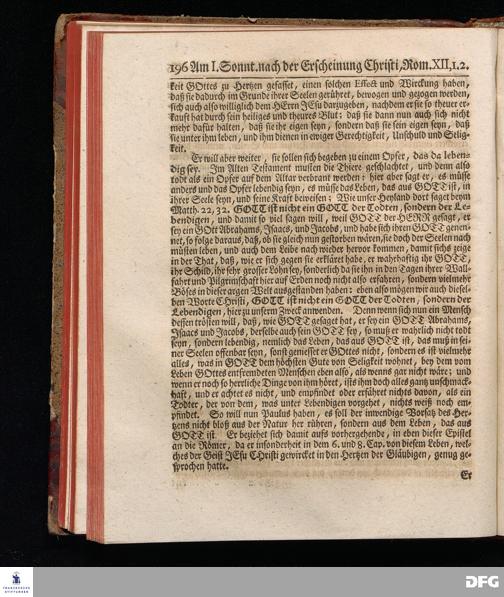 196 Am I. Sonnt. nach der Erscheinung Christi, Rom. XII, 1. 2.
keit GOttes zu Hertzen gefasset, einen solchen Effect und Wirckung haben,
daß sie dadurch im Grunde ihrer Seelen gerühret, bewogen und gezogen werden,
sich auch also williglich dem HErrn JEsu darzugeben, nachdem er sie so theuer er-
kauft hat durch sein heiliges und theures Blut: daß sie dann nun auch sich nicht
mehr dafür halten, daß sie ihr eigen seyn, sondern daß sie sein eigen seyn, daß
sie unter ihm leben, und ihm dienen in ewiger Gerechtigkeit, Unschuld und Selig-
keit.
Er will aber weiter, sie sollen sich begeben zu einem Opfer, das da leben-
dig sey. Im Alten Testament musten die Thiere geschlachtet, und denn also
todt als ein Opfer auf dem Altar verbrant werden: hier aber sagt er, es müsse
anders und das Opfer lebendig seyn, es müsse das Leben, das aus GOTT ist, in
ihrer Seele seyn, und seine Kraft beweisen; Wie unser Heyland dort saget beym
Matth. 22, 32. GOTT ist nicht ein GOTT der Todten, sondern der Le-
bendigen, und damit so viel sagen will, weil GOTT der HERR gesagt, er
sey ein GOtt Abrahams, Isaacs, und Jacobs, und habe sich ihren GOTT genen-
net, so folge daraus, daß, ob sie gleich nun gestorben wären, sie doch der Seelen nach
müsten leben, und auch dem Leibe nach wieder hervor kommen, damit sichs zeige
in der That, daß, wie er sich gegen sie erkläret habe, er wahrhaftig ihr GOTT,
ihr Schild, ihr sehr grosser Lohn sey, sonderlich da sie ihn in den Tagen ihrer Wall-
fahrt und Pilgrimschaft hier auf Erden noch nicht also erfahren, sondern vielmehr
Böses in dieser argen Welt ausgestanden haben: eben also mögen wir auch diesel-
ben Worte Christi, GOTT ist nicht ein GOTT der Todten, sondern der
Lebendigen, hier zu unserm Zweck anwenden. Denn wenn sich nun ein Mensch
dessen trösten will, daß, wie GOTT gesaget hat, er sey ein GOTT Abrahams,
Isaacs und Jacobs, derselbe auch sein GOTT sey, so muß er wahrlich nicht todt
seyn, sondern lebendig, nemlich das Leben, das aus GOTT ist, das muß in sei-
ner Seelen offenbar seyn, sonst geniesset er GOttes nicht, sondern es ist vielmehr
alles, was in GOTT dem höchsten Gute von Seligkeit wohnet, bey dem vom
Leben GOttes entfremdeten Menschen eben also, als wenns gar nicht wäre; und
wenn er noch so herrliche Dinge von ihm höret, ists ihm doch alles gantz unschmack-
haft, und er achtet es nicht, und empfindet oder erfähret nichts davon, als ein
Todter, der von dem, was unter Lebendigen vorgehet, nichts weiß noch em-
pfindet. So will nun Paulus haben, es soll der inwendige Vorsatz des Her-
zens nicht bloß aus der Natur her rühren, sondern aus dem Leben, das aus
GOTT ist. Er beziehet sich damit aufs vorhergehende, in eben dieser Epistel
an die Römer, da er insonderheit in dem 6. und 8. Cap. von diesem Leben, wel-
ches der Geist JEsu CHristi gewircket in den Hertzen der Gläubigen, genug ge-
sprochen hatte.
Er
FRANCKESCHE
STIFTUNGEN
DFG